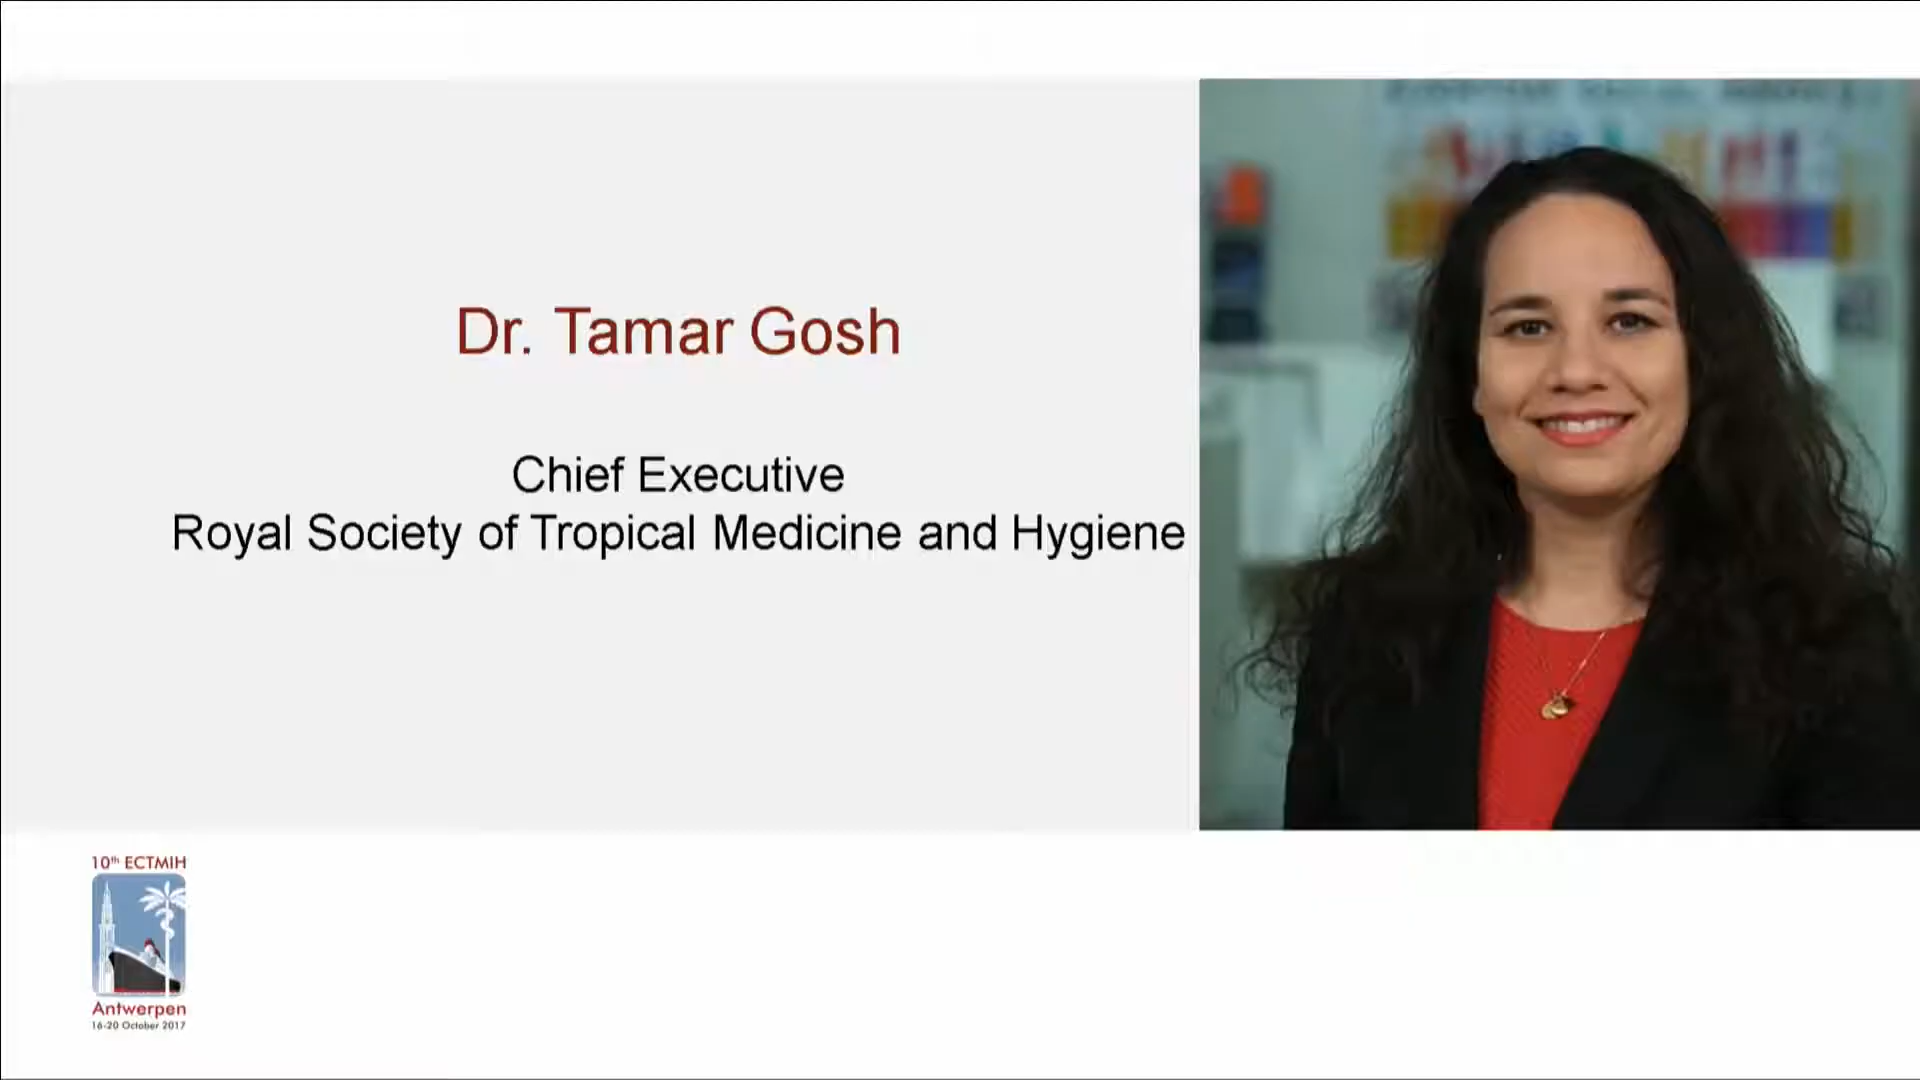 Dr. Tamar Gosh
Chief Executive
Royal Society of Tropical Medicine and Hygiene
10th ECTMIH
Antwerpen
16-20 October 2017